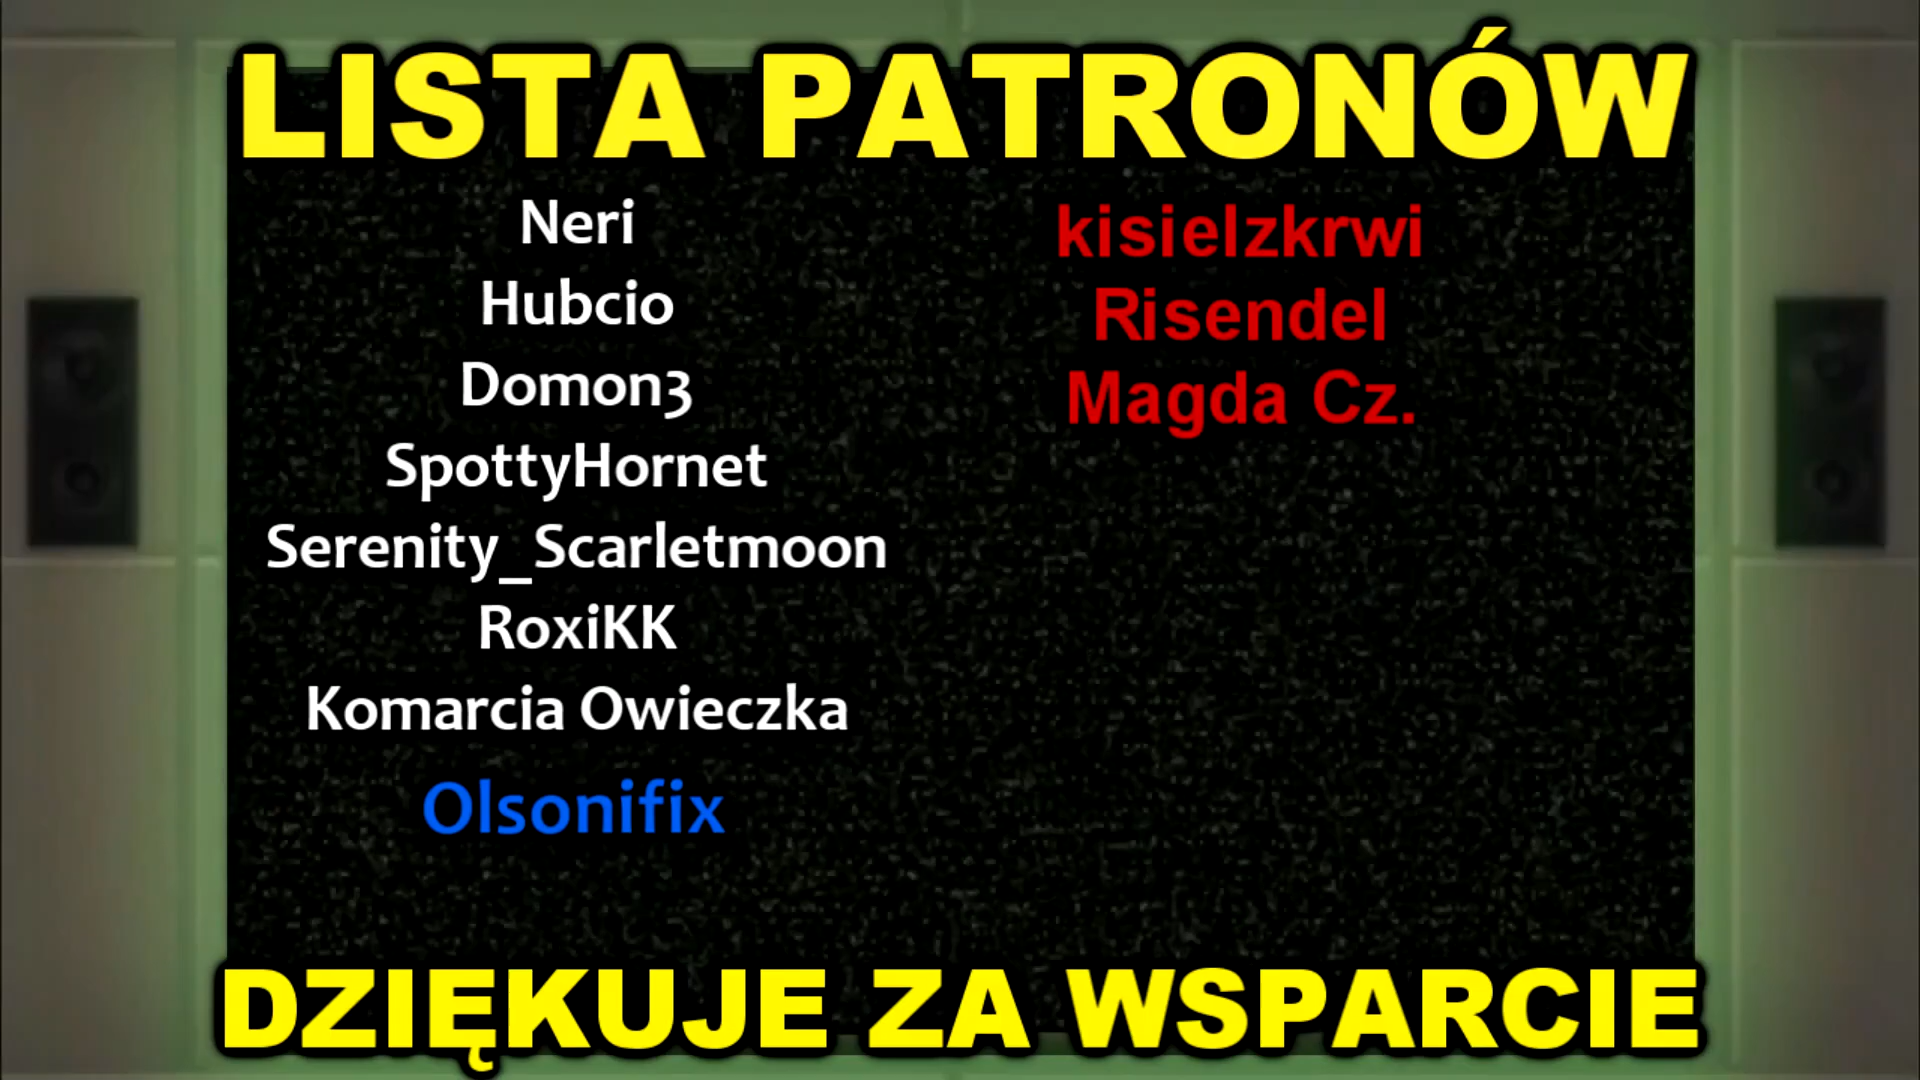 LISTA PATRONÓW
Neri
Hubcio
Domon3
SpottyHornet
Serenity_Scarletmoon
RoxiKK
Komarcia Owieczka
Olsonifix
kisielzkrwi
Risendel
Magda Cz.
DZIĘKUJE ZA WSPARCIE